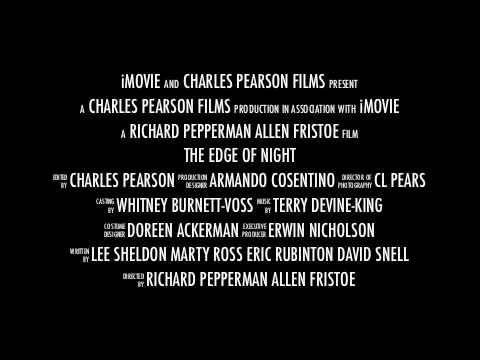 iMOVIE AND CHARLES PEARSON FILMS PRESENT
A CHARLES PEARSON FILMS PRODUCTION IN ASSOCIATION WITH iMOVIE
A RICHARD PEPPERMAN ALLEN FRISTOE FILM
THE EDGE OF NIGHT
EDITED BY CHARLES PEARSON PRODUCTION DESIGNER ARMANDO COSENTINO DIRECTOR OF PHOTOGRAPHY CL PEARS
CASTING BY WHITNEY BURNETT-VOSS MUSIC BY TERRY DEVINE-KING
COSTUME DESIGNER DOREEN ACKERMAN EXECUTIVE PRODUCER ERWIN NICHOLSON
WRITTEN BY LEE SHELDON MARTY ROSS ERIC RUBINTON DAVID SNELL
DIRECTED BY RICHARD PEPPERMAN ALLEN FRISTOE